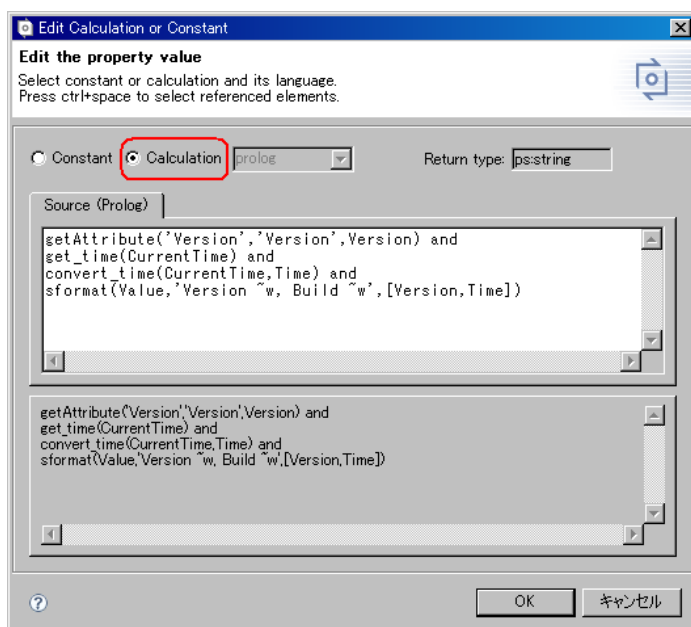 Edit Calculation or Constant
Edit the property value
Select constant or calculation and its language.
Press ctrl+space to select referenced elements.
Constant Calculation prolog Return type: ps:string
Source (Prolog)
getAttribute('Version','Version',Version) and
get_time(CurrentTime) and
convert_time(CurrentTime,Time) and
sformat(Value,'Version ~w, Build ~w',[Version,Time])
getAttribute('Version','Version',Version) and
get_time(CurrentTime) and
convert_time(CurrentTime,Time) and
sformat(Value,'Version ~w, Build ~w',[Version,Time])
OK キャンセル